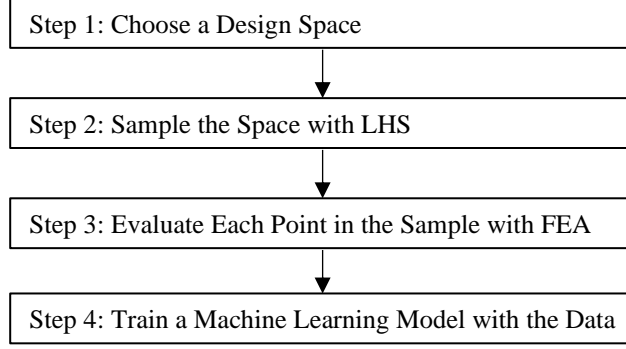 Step 1: Choose a Design Space
Step 2: Sample the Space with LHS
Step 3: Evaluate Each Point in the Sample with FEA
Step 4: Train a Machine Learning Model with the Data